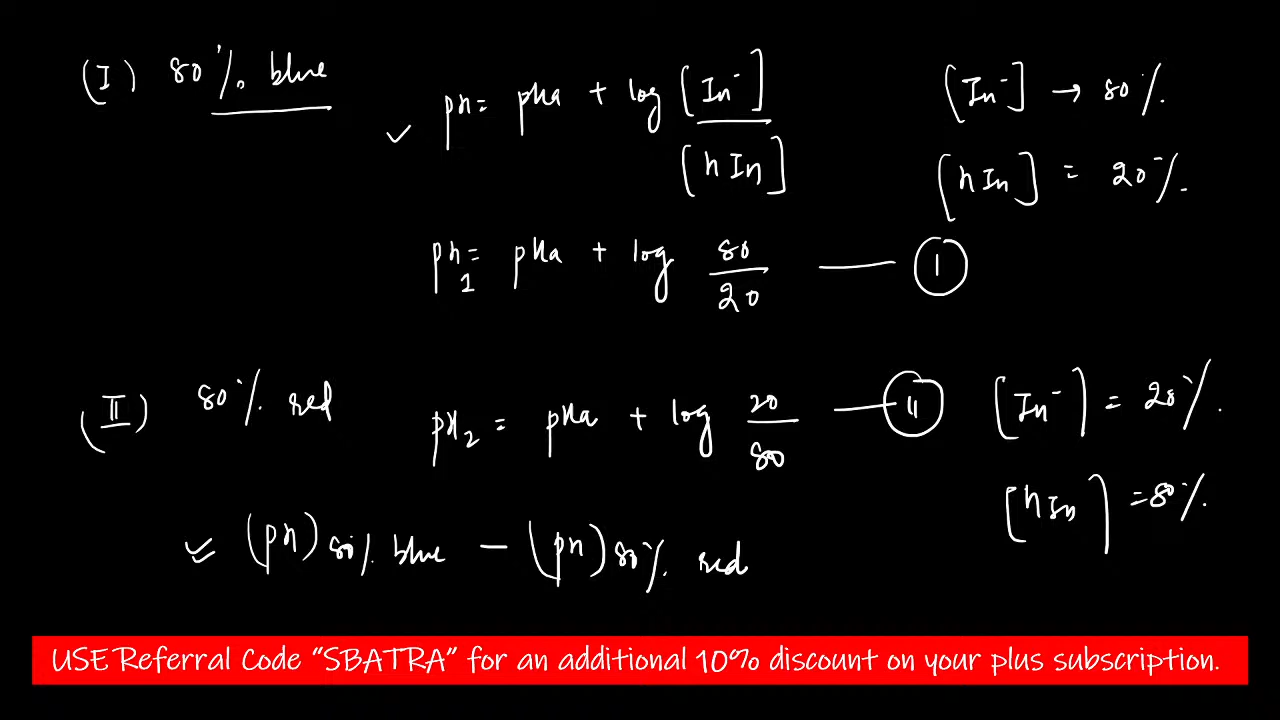 (I) 80% blue
pH = pKa + log [In⁻] / [HIn]
[In⁻] → 80%.
[HIn] = 20%.
pH₁ = pKa + log 80/20 —— (I)
(II) 80% red
pH₂ = pKa + log 20/80 —— (II)
[In⁻] = 20%.
[HIn] = 80%.
(pH) 80% blue – (pH) 80%. red
USE Referral Code "SBATRA" for an additional 10% discount on your plus subscription.